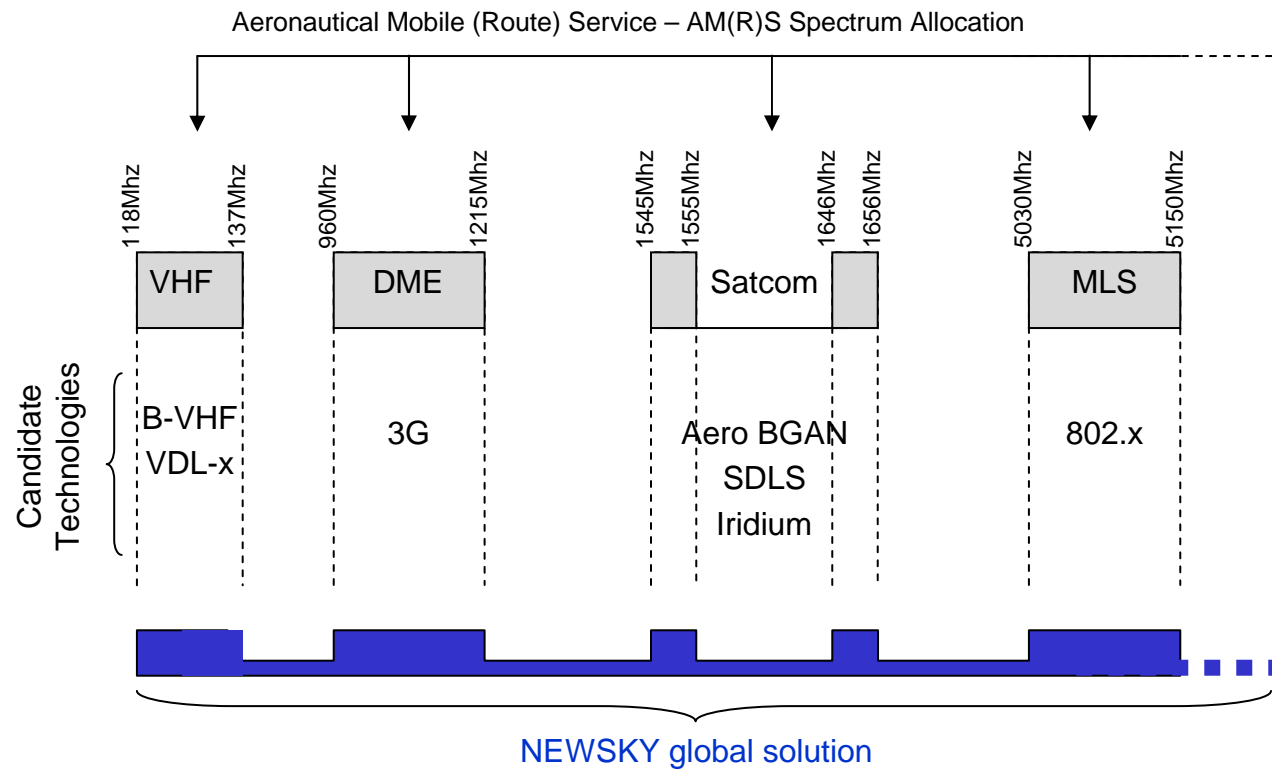 Aeronautical Mobile (Route) Service – AM(R)S Spectrum Allocation
118Mhz
137Mhz
960Mhz
1215Mhz
1545Mhz
1555Mhz
1646Mhz
1656Mhz
5030Mhz
5150Mhz
VHF
DME
Satcom
MLS
Candidate
Technologies
B-VHF
VDL-x
3G
Aero BGAN
SDLS
Iridium
802.x
NEWSKY global solution